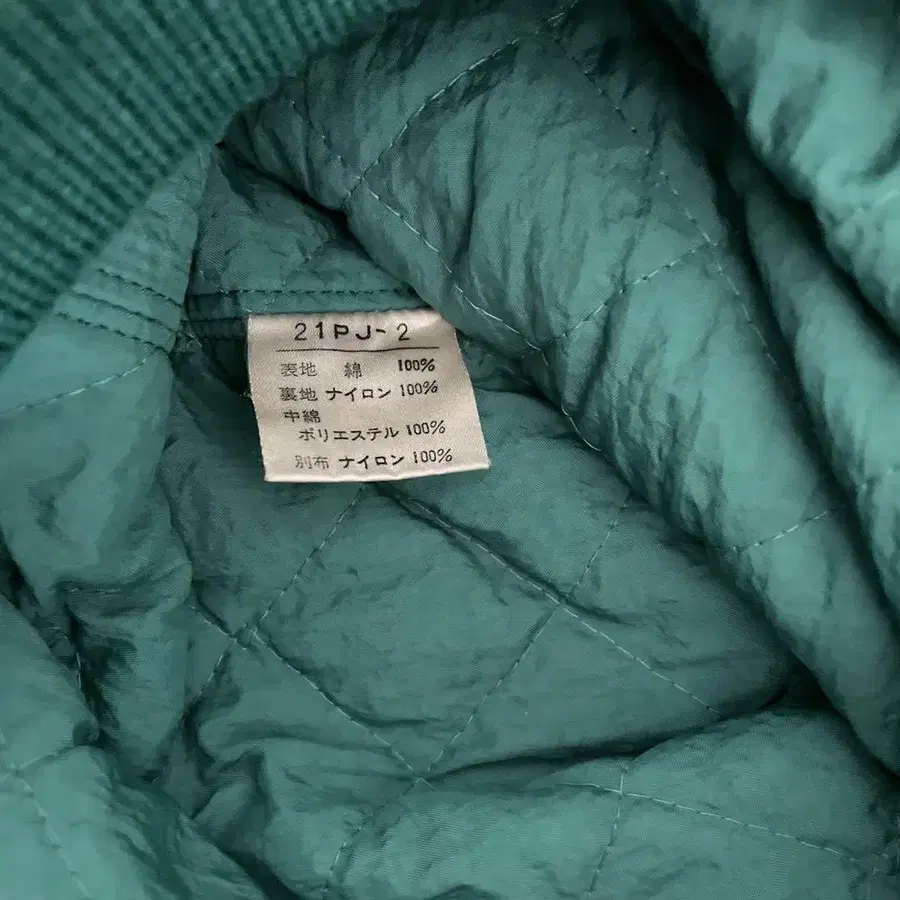 21PJ-2
表地 綿 100%
裏地 ナイロン 100%
中綿
ポリエステル 100%
別布 ナイロン 100%